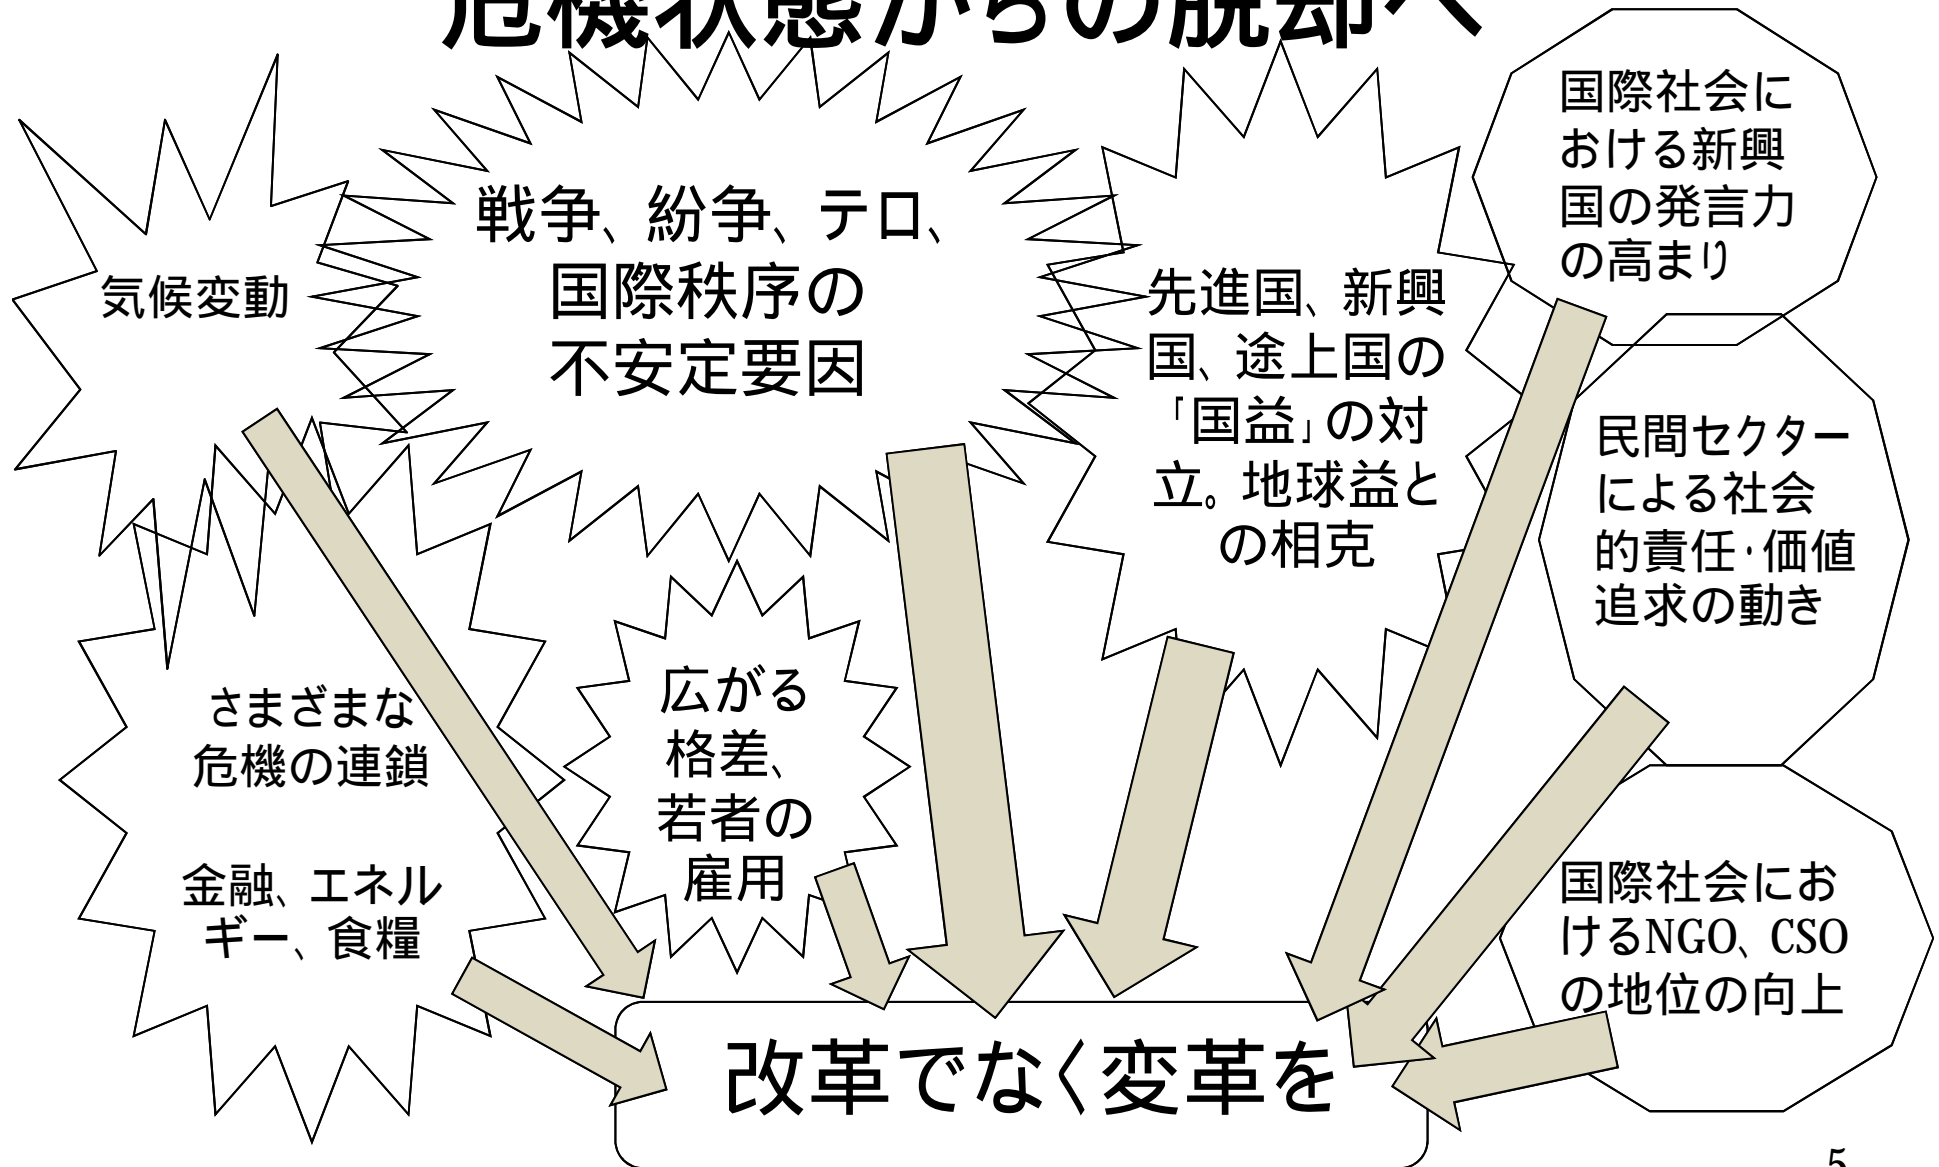 危機状態からの脱却へ
気候変動
戦争、紛争、テロ、
国際秩序の
不安定要因
先進国、新興
国、途上国の
「国益」の対
立。地球益と
の相克
国際社会に
おける新興
国の発言力
の高まり
民間セクター
による社会
的責任・価値
追求の動き
さまざまな
危機の連鎖
金融、エネル
ギー、食糧
広がる
格差、
若者の
雇用
国際社会にお
けるNGO、CSO
の地位の向上
改革でなく変革を
5